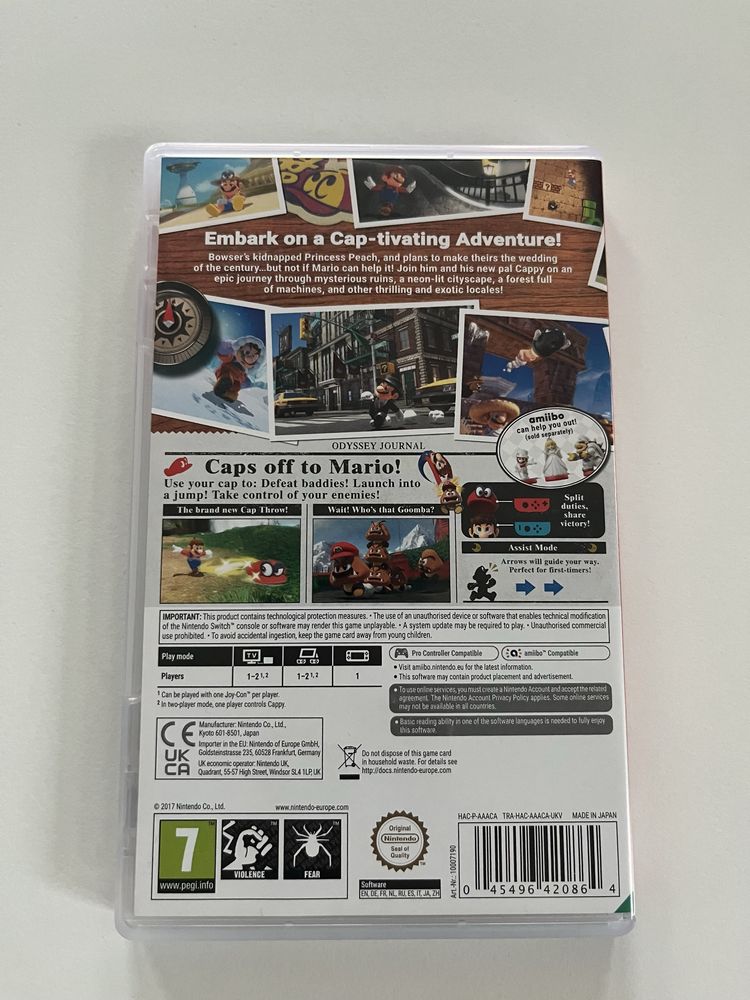 Embark on a Cap-tivating Adventure!
Bowser's kidnapped Princess Peach, and plans to make theirs the wedding
of the century...but not if Mario can help it! Join him and his new pal Cappy on an
epic journey through mysterious ruins, a neon-lit cityscape, a forest full
of machines, and other thrilling and exotic locales!
amiibo
can help you out!
(sold separately)
ODYSSEY JOURNAL
Caps off to Mario!
Use your cap to: Defeat baddies! Launch into
a jump! Take control of your enemies!
The brand new Cap Throw!
Wait! Who's that Goomba?
Split
duties,
share
victory!
Assist Mode
Arrows will guide your way.
Perfect for first-timers!
IMPORTANT: This product contains technological protection measures. • The use of an unauthorised device or software that enables technical modification
of the Nintendo Switch™ console or software may render this game unplayable. • A system update may be required to play. • Unauthorised commercial
use prohibited. • To avoid accidental ingestion, keep the game card away from young children.
Play mode
TV
Players
1-2 1, 2
1-2 1, 2
1
1 Can be played with one Joy-Con™ per player.
2 In two-player mode, one player controls Cappy.
Pro Controller Compatible
amiibo™ Compatible
• Visit amiibo.nintendo.eu for the latest information.
• This software may contain product placement and advertisement.
• To use online services, you must create a Nintendo Account and accept the related
agreement. The Nintendo Account Privacy Policy applies. Some online services
may not be available in all countries.
• Basic reading ability in one of the software languages is needed to fully enjoy
this software.
CE
UK
CA
Manufacturer: Nintendo Co., Ltd.,
Kyoto 601-8501, Japan
Importer in the EU: Nintendo of Europe GmbH,
Goldsteinstrasse 235, 60528 Frankfurt, Germany
UK economic operator: Nintendo UK,
Quadrant, 55-57 High Street, Windsor SL4 1LP, UK
Do not dispose of this game card
in household waste. For details see
http://docs.nintendo-europe.com
© 2017 Nintendo Co., Ltd.
www.nintendo-europe.com
HAC-P-AAACA TRA-HAC-AAACA-UKV MADE IN JAPAN
7
www.pegi.info
VIOLENCE
FEAR
Original
Nintendo
Seal of
Quality
Software
EN, DE, FR, NL, RU, ES, IT, JA, ZH
Art.-Nr.: 10007190
0 45496 42086 4